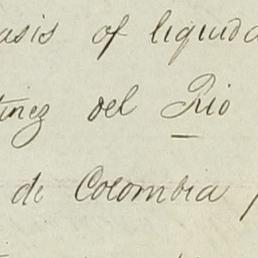 asis of liquida
tinez del Rio
de Colombia